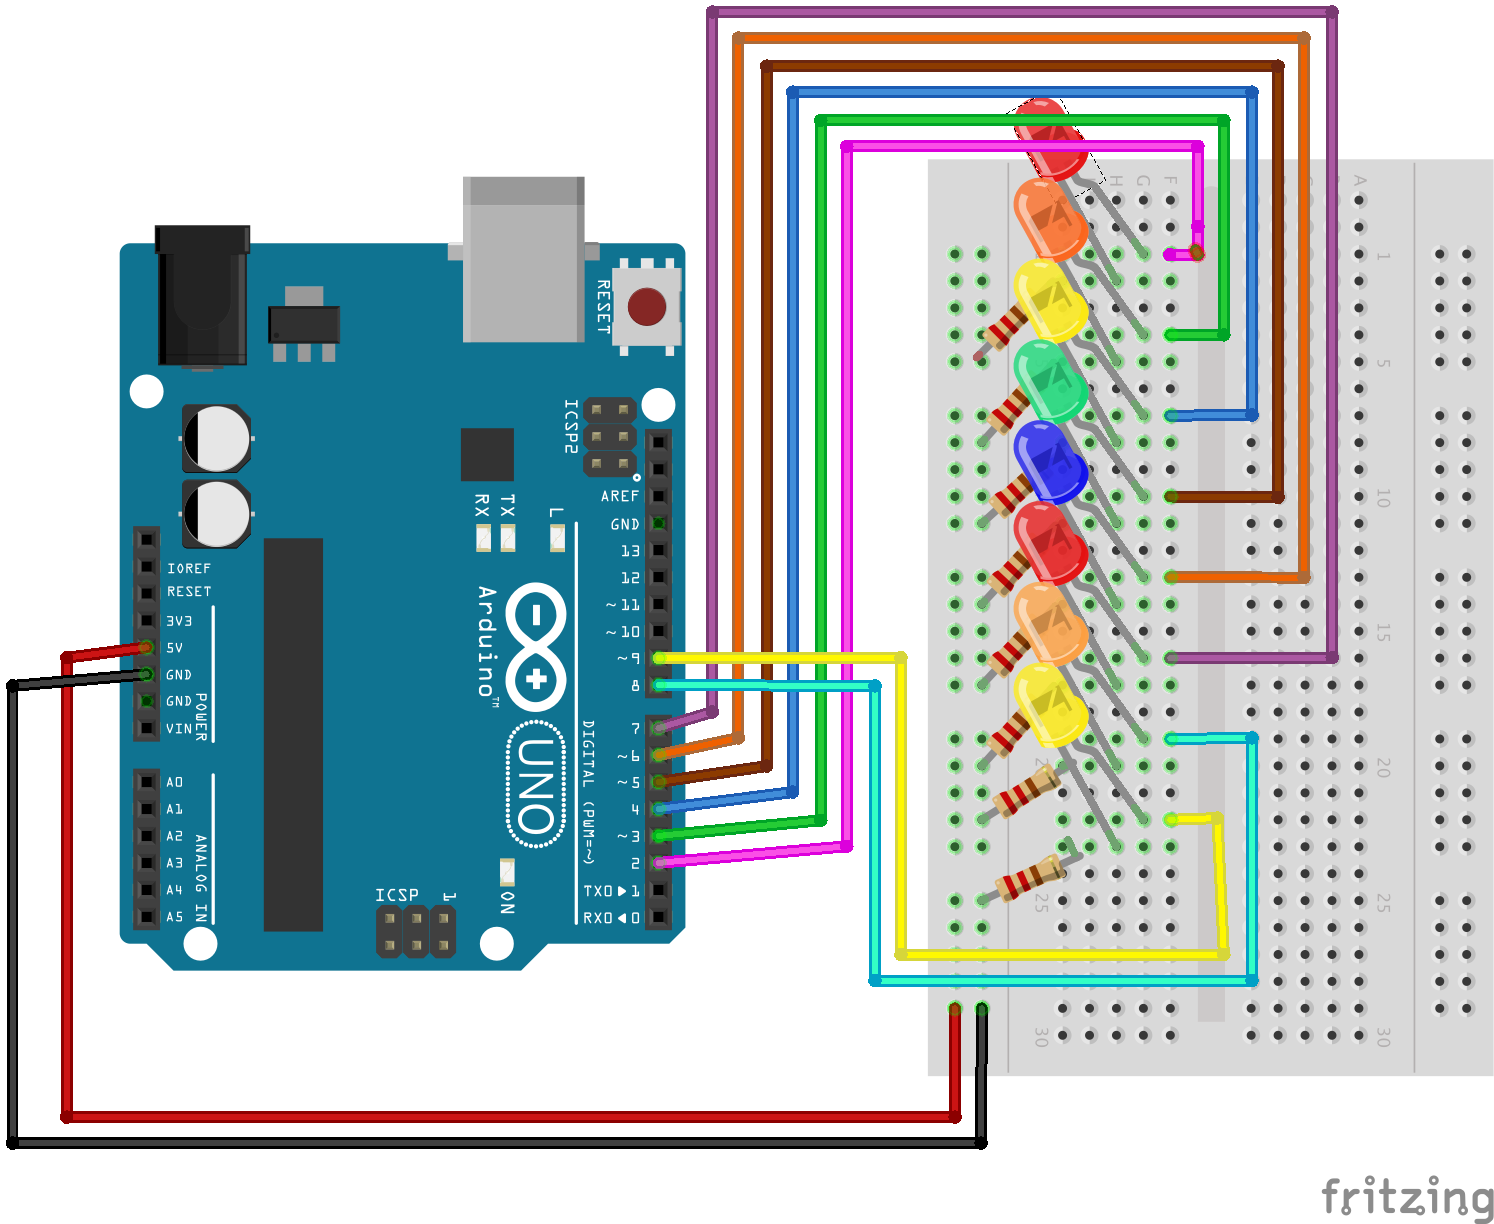 RESET
ICSP2
AREF
GND
13
12
~11
~10
~9
8
7
~6
~5
4
~3
2
TX0▶1
RX0◀0
DIGITAL (PWM=~)
RX
TX
L
Arduino™
UNO
ON
ICSP
1
IOREF
RESET
3V3
5V
GND
GND
VIN
POWER
A0
A1
A2
A3
A4
A5
ANALOG IN
H
G
F
A
1
5
10
15
20
25
30
25
30
fritzing